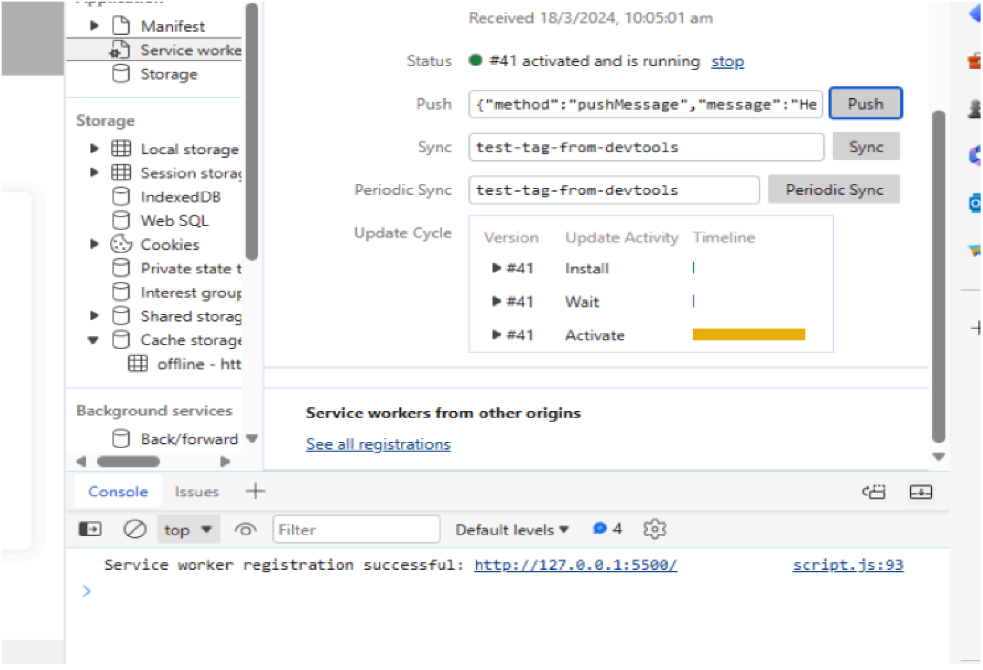 Application
Manifest
Service worke
Storage
Storage
Local storage
Session storag
IndexedDB
Web SQL
Cookies
Private state t
Interest group
Shared storag
Cache storage
offline - htt
Background services
Back/forward
Received 18/3/2024, 10:05:01 am
Status #41 activated and is running stop
Push {"method":"pushMessage","message":"He Push
Sync test-tag-from-devtools Sync
Periodic Sync test-tag-from-devtools Periodic Sync
Update Cycle Version Update Activity Timeline
#41 Install
#41 Wait
#41 Activate
Service workers from other origins
See all registrations
Console Issues
top Filter Default levels 4
Service worker registration successful: http://127.0.0.1:5500/ script.js:93